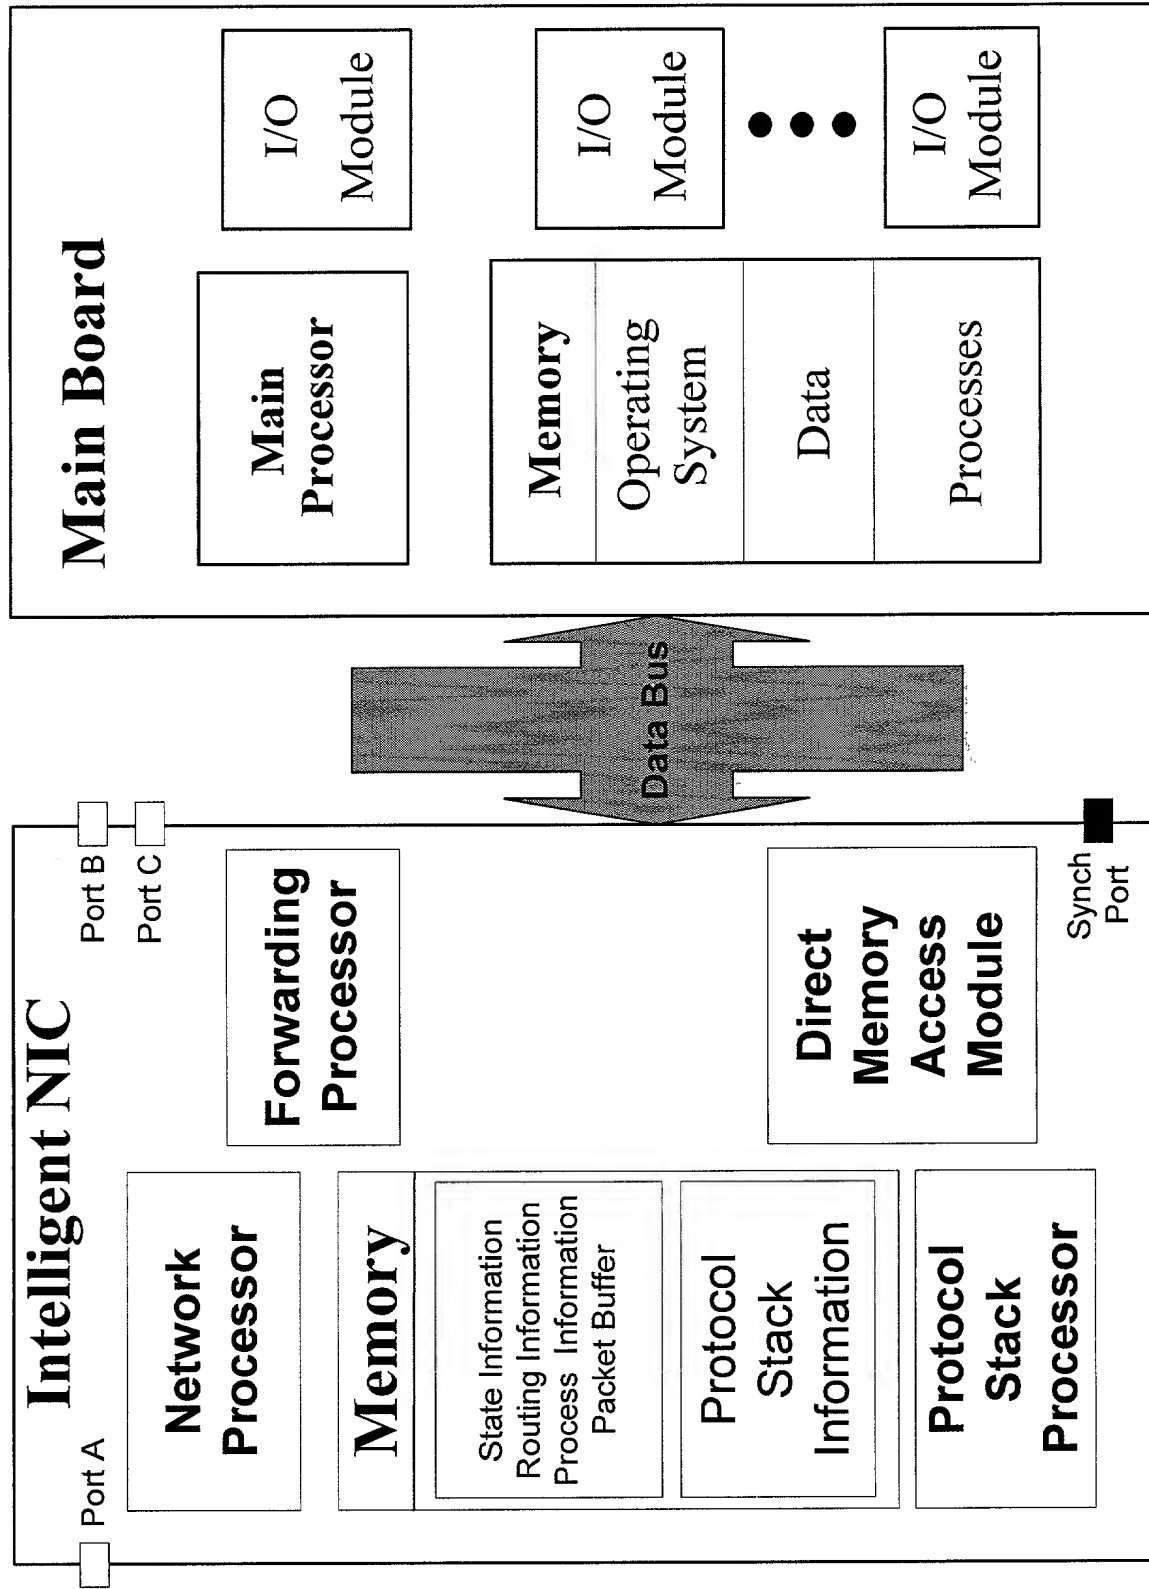 Intelligent NIC
Port A
Port B
Port C
Network
Processor
Forwarding
Processor
Memory
State Information
Routing Information
Process Information
Packet Buffer
Protocol
Stack
Information
Protocol
Stack
Processor
Direct
Memory
Access
Module
Synch
Port
Data Bus
Main Board
Main
Processor
I/O
Module
Memory
Operating
System
Data
Processes
I/O
Module
I/O
Module